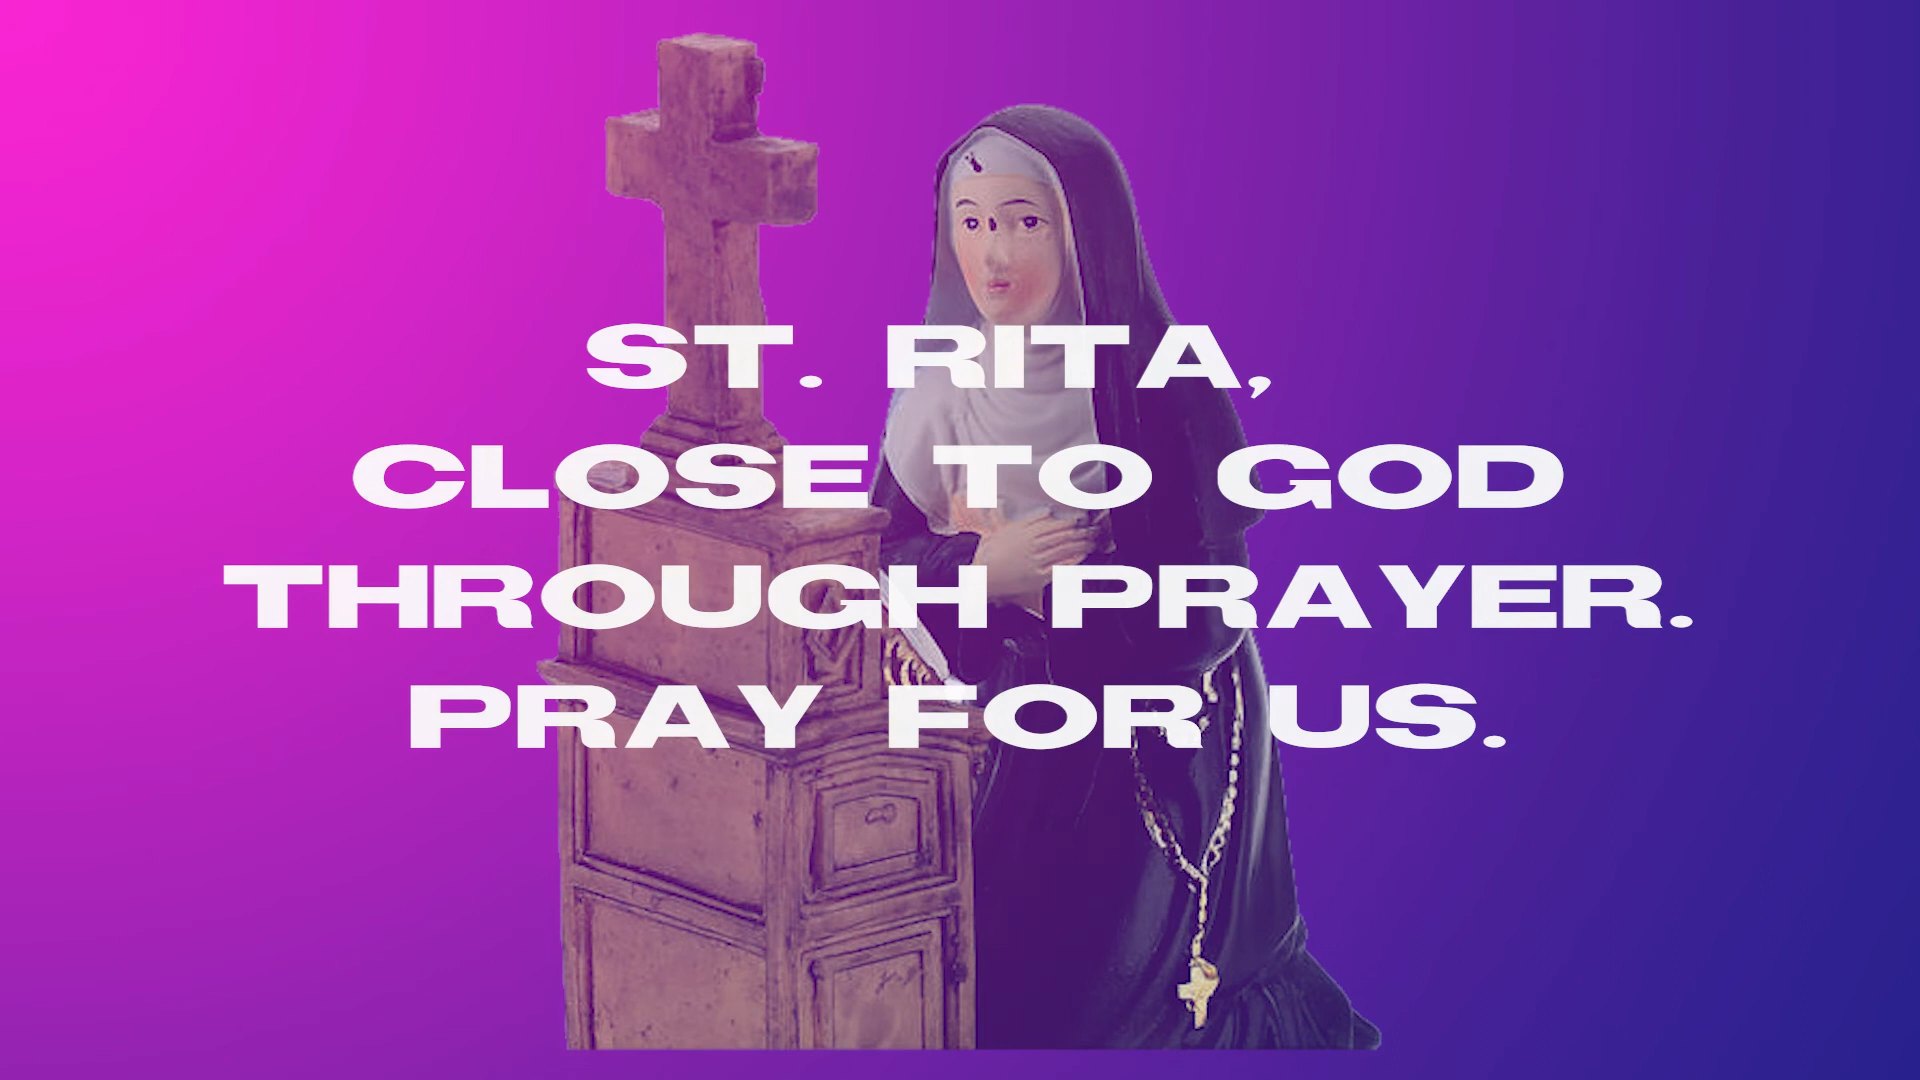 ST. RITA,
CLOSE TO GOD
THROUGH PRAYER.
PRAY FOR US.